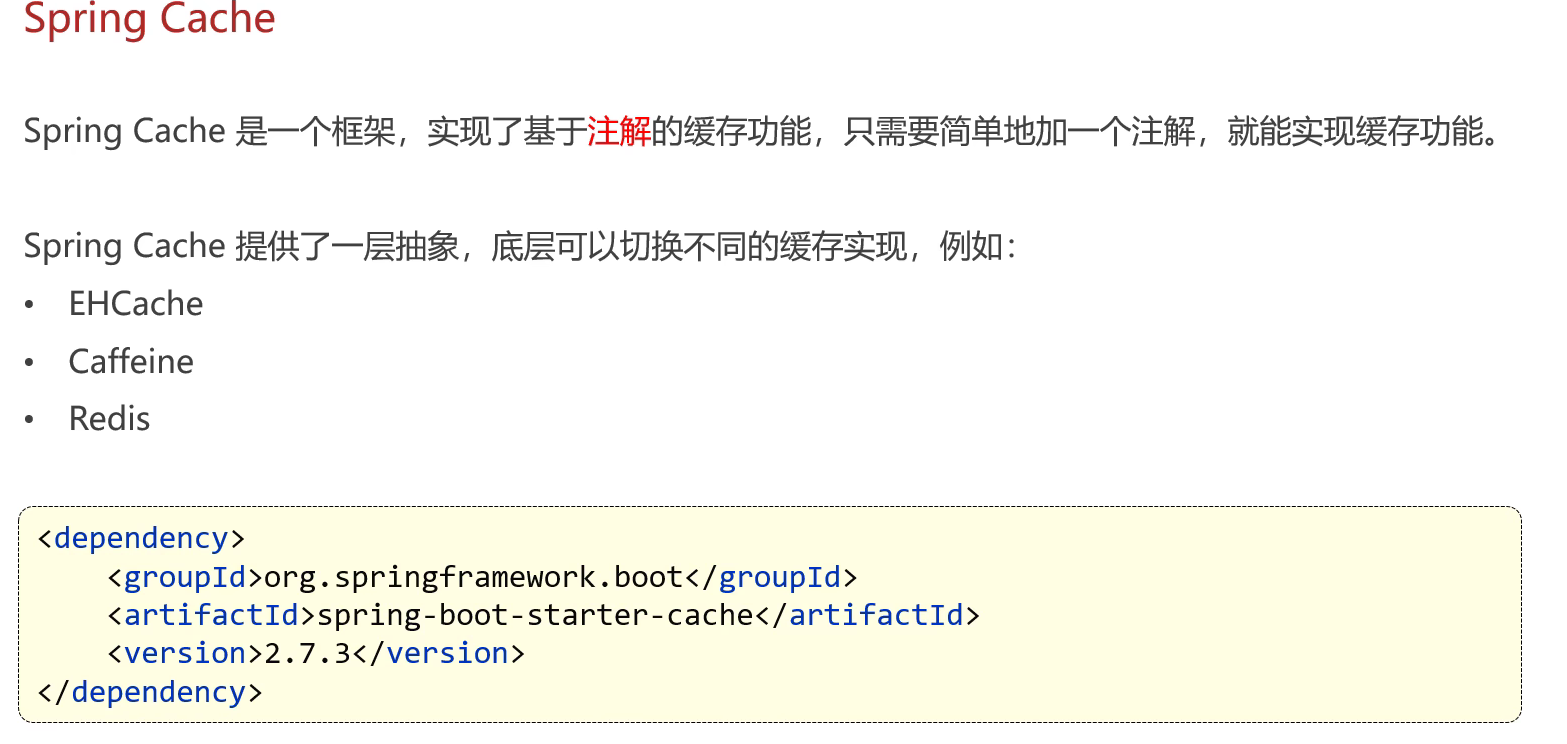 Spring Cache
Spring Cache 是一个框架，实现了基于注解的缓存功能，只需要简单地加一个注解，就能实现缓存功能。
Spring Cache 提供了一层抽象，底层可以切换不同的缓存实现，例如：
• EHCache
• Caffeine
• Redis
<dependency>
    <groupId>org.springframework.boot</groupId>
    <artifactId>spring-boot-starter-cache</artifactId>
    <version>2.7.3</version>
</dependency>